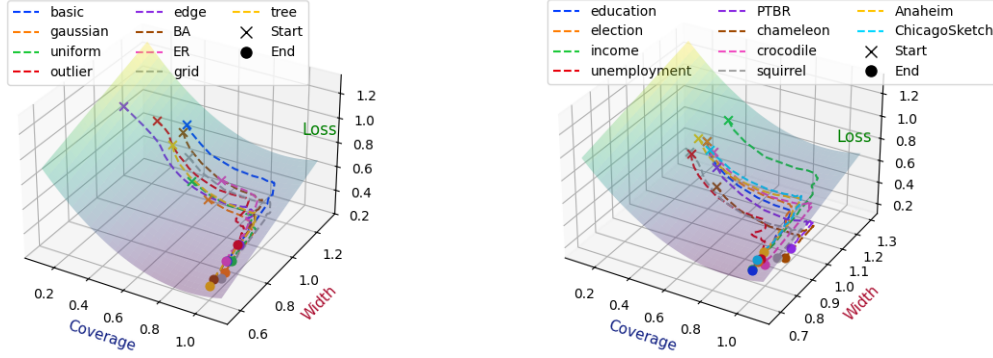 basic
gaussian
uniform
outlier
edge
BA
ER
grid
tree
Start
End
Loss
1.2
1.0
0.8
0.6
0.4
0.2
Width
1.2
1.0
0.8
0.6
Coverage
0.2
0.4
0.6
0.8
1.0
education
election
income
unemployment
PTBR
chameleon
crocodile
squirrel
Anaheim
ChicagoSketch
Start
End
Loss
1.2
1.0
0.8
0.6
0.4
0.2
Width
1.3
1.2
1.1
1.0
0.9
0.8
0.7
Coverage
0.2
0.4
0.6
0.8
1.0